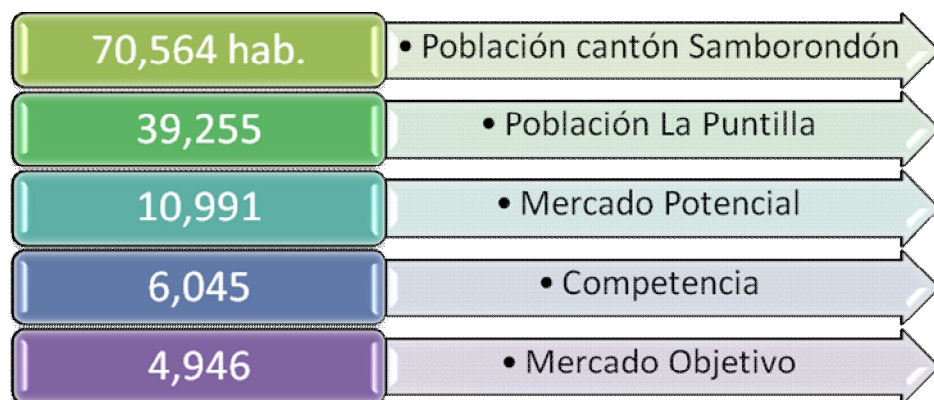 70,564 hab. • Población cantón Samborondón
39,255 • Población La Puntilla
10,991 • Mercado Potencial
6,045 • Competencia
4,946 • Mercado Objetivo